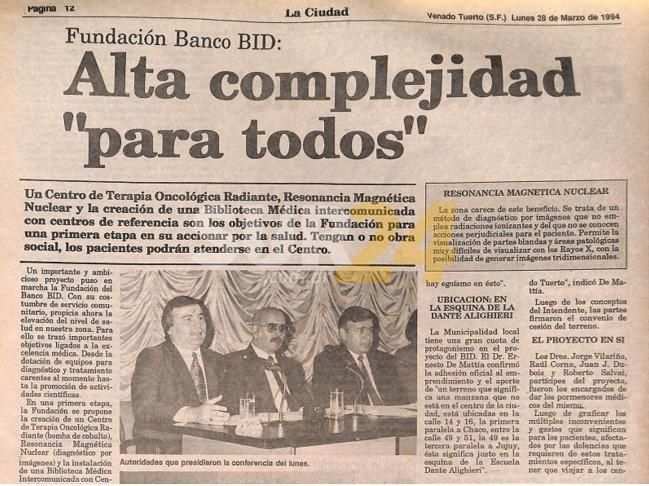 Página 12
La Ciudad
Venado Tuerto (S.F.) Lunes 28 de Marzo de 1994
Fundación Banco BID:
Alta complejidad
"para todos"
Un Centro de Terapia Oncológica Radiante, Resonancia Magnética
Nuclear y la creación de una Biblioteca Médica intercomunicada
con centros de referencia son los objetivos de la Fundación para
una primera etapa en su accionar por la salud. Tengan o no obra
social, los pacientes podrán atenderse en el Centro.
RESONANCIA MAGNETICA NUCLEAR
La zona carece de este beneficio. Se trata de un
método de diagnóstico por imágenes que no em
plea radiaciones ionizantes y del que no se conocen
acciones perjudiciales para el paciente. Permite la
visualización de partes blandas y áreas patológicas
muy difíciles de visualizar con los Rayos X, con la
posibilidad de generar imágenes tridimensionales.
Un importante y ambi-
cioso proyecto puso en
marcha la Fundación del
Banco BID. Con su cos-
tumbre de servicio comu-
nitario, propicia ahora la
elevación del nivel de sa-
lud en nuestra zona. Para
ello se trazó importantes
objetivos ligados a la ex-
celencia médica. Desde la
dotación de equipos para
diagnóstico y tratamiento
carentes al momento has-
ta la promoción de activi-
dades científicas.
En una primera etapa,
la Fundación se propone
la creación de un Centro
de Terapia Oncológica Ra-
diante (bomba de cobalto),
Resonancia Magnética
Nuclear (diagnóstico por
imágenes) y la instalación
de una Biblioteca Médica
Intercomunicada con Cen-
Autoridades que presidieron la conferencia del lunes.
hay egoísmo en ésto".
UBICACION: EN
LA ESQUINA DE LA
DANTE ALIGHIERI
La Municipalidad local
tiene una gran cuota de
protagonismo en el proyec-
to del BID. El Dr. Ernes-
to De Mattía confirmó
la adhesión oficial al em-
prendimiento y el aporte
de "un terreno que signifi-
ca una manzana que no
está en el centro de la ciu-
dad, está ubicadas en la
calle 14 y 16, la primera
paralela a Chaco, entre la
calle 49 y 51, la 49 es la
tercera paralela a Jujuy,
ésto significa justo en la
esquina de la Escuela
Dante Alighieri".
do Tuerto", indicó De Ma-
ttía.
Luego de los conceptos
del Intendente, las partes
firmaron el convenio de
cesión del terreno.
EL PROYECTO EN SI
Los Dres. Jorge Vilariño,
Raúl Corna, Juan J. Du-
bois y Roberto Salvai,
partícipes del proyecto,
fueron los encargados de
dar los pormenores médi-
cos del mismo.
Luego de graficar los
múltiples inconvenientes
y gastos que significan
para los pacientes, afecta-
dos por las dolencias que
requieren de estos trata-
mientos específicos, al te-
ner que viajar a los cen-